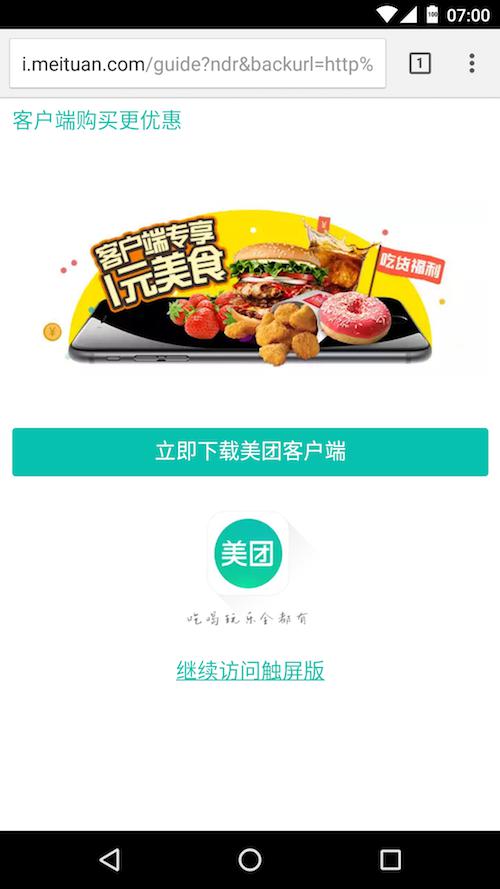 07:00
i.meituan.com/guide?ndr&backurl=http%
1
客户端购买更优惠
客户端专享
1元美食
吃货福利
立即下载美团客户端
美团
吃喝玩乐全都有
继续访问触屏版